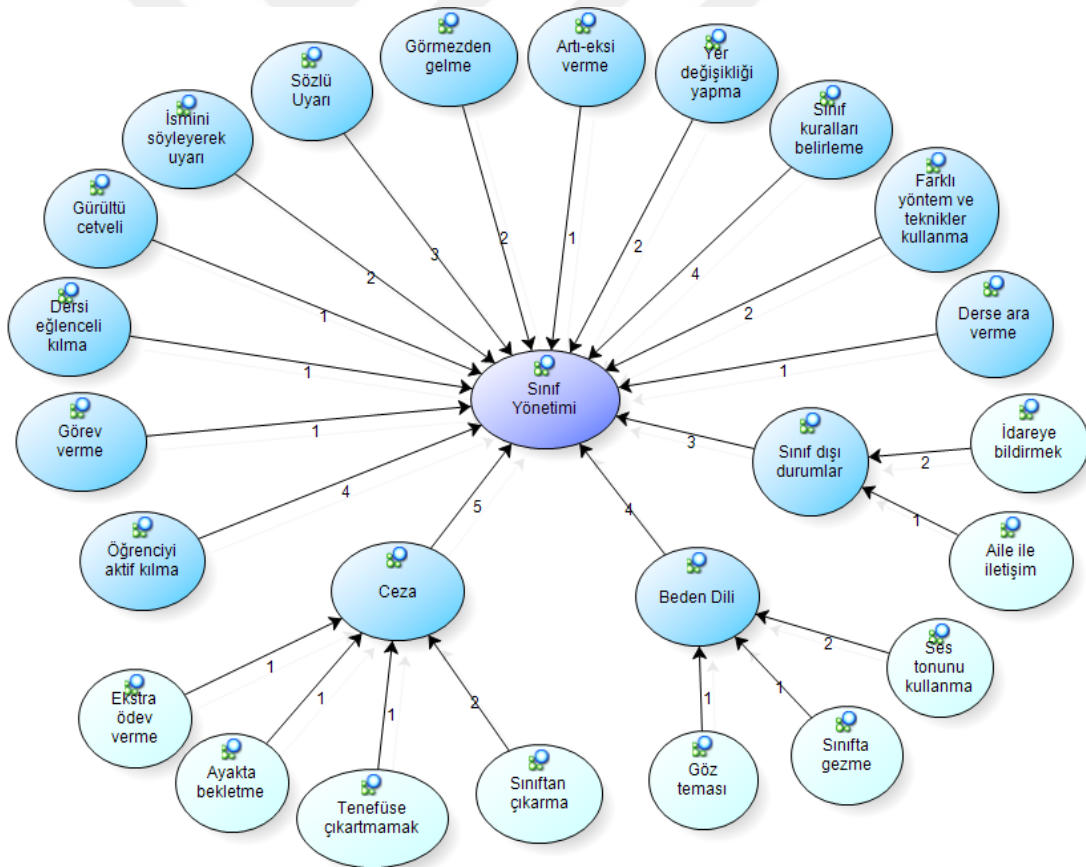 Görmezden
gelme
Artı-eksi
verme
Yer
değişikliği
yapma
Sözlü
Uyarı
Sınıf
kuralları
belirleme
İsmini
söyleyerek
uyarı
Farklı
yöntem ve
teknikler
kullanma
Gürültü
cetveli
Dersi
eğlenceli
kılma
Derse ara
verme
3
2
1
2
4
2
2
1
1
1
Sınıf
Yönetimi
Görev
verme
1
3
Sınıf dışı
durumlar
2
İdareye
bildirmek
4
5
4
1
Öğrenciyi
aktif kılma
Aile ile
iletişim
Ceza
Beden Dili
1
1
1
2
1
1
2
Ses
tonunu
kullanma
Ekstra
ödev
verme
Ayakta
bekletme
Tenefüse
çıkartmamak
Sınıftan
çıkarma
Göz
teması
Sınıfta
gezme